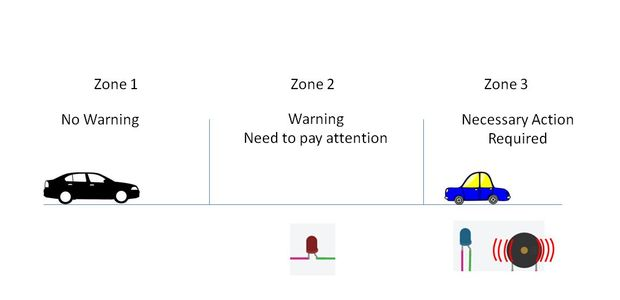 Zone 1
Zone 2
Zone 3
No Warning
Warning
Need to pay attention
Necessary Action
Required